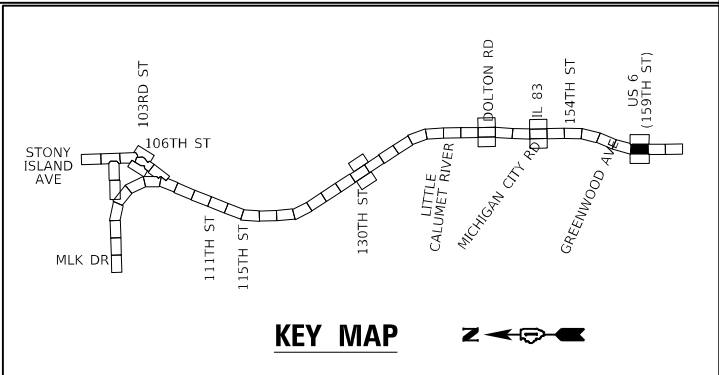 103RD ST
106TH ST
STONY
ISLAND
AVE
MLK DR
111TH ST
115TH ST
130TH ST
LITTLE
CALUMET RIVER
DOLTON RD
MICHIGAN CITY RD
IL 83
154TH ST
GREENWOOD AVE
US 6
(159TH ST)
KEY MAP
N